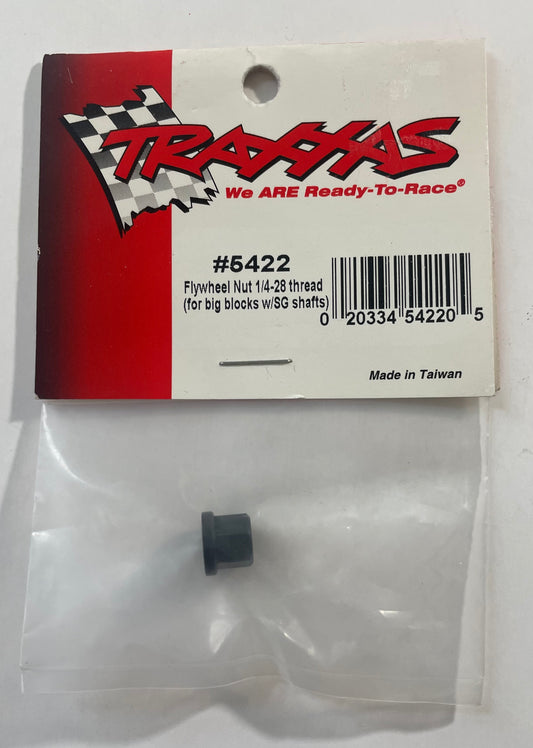 TRAXXAS
We ARE Ready-To-Race®
#5422
Flywheel Nut 1/4-28 thread
(for big blocks w/SG shafts)
0 20334 54220 5
Made in Taiwan